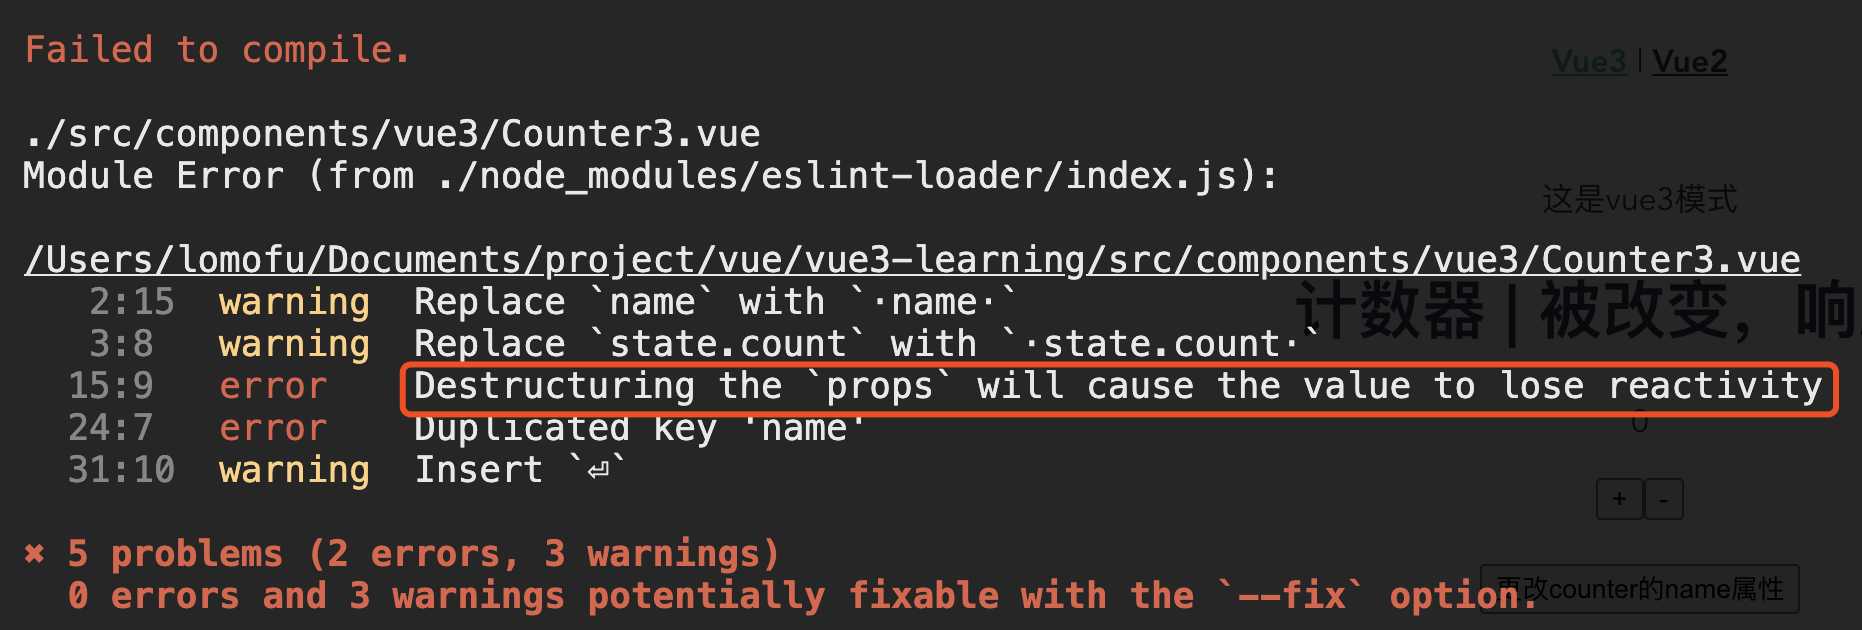 Failed to compile.
Vue3 | Vue2
./src/components/vue3/Counter3.vue
Module Error (from ./node_modules/eslint-loader/index.js):
这是vue3模式
/Users/lomofu/Documents/project/vue/vue3-learning/src/components/vue3/Counter3.vue
2:15 warning Replace `name` with `·name·`
计数器 | 被改变，响
3:8 warning Replace `state.count` with `·state.count·`
15:9 error Destructuring the `props` will cause the value to lose reactivity
24:7 error Duplicated key 'name'
0
31:10 warning Insert `⏎`
+ -
✖ 5 problems (2 errors, 3 warnings)
0 errors and 3 warnings potentially fixable with the `--fix` option.
更改counter的name属性